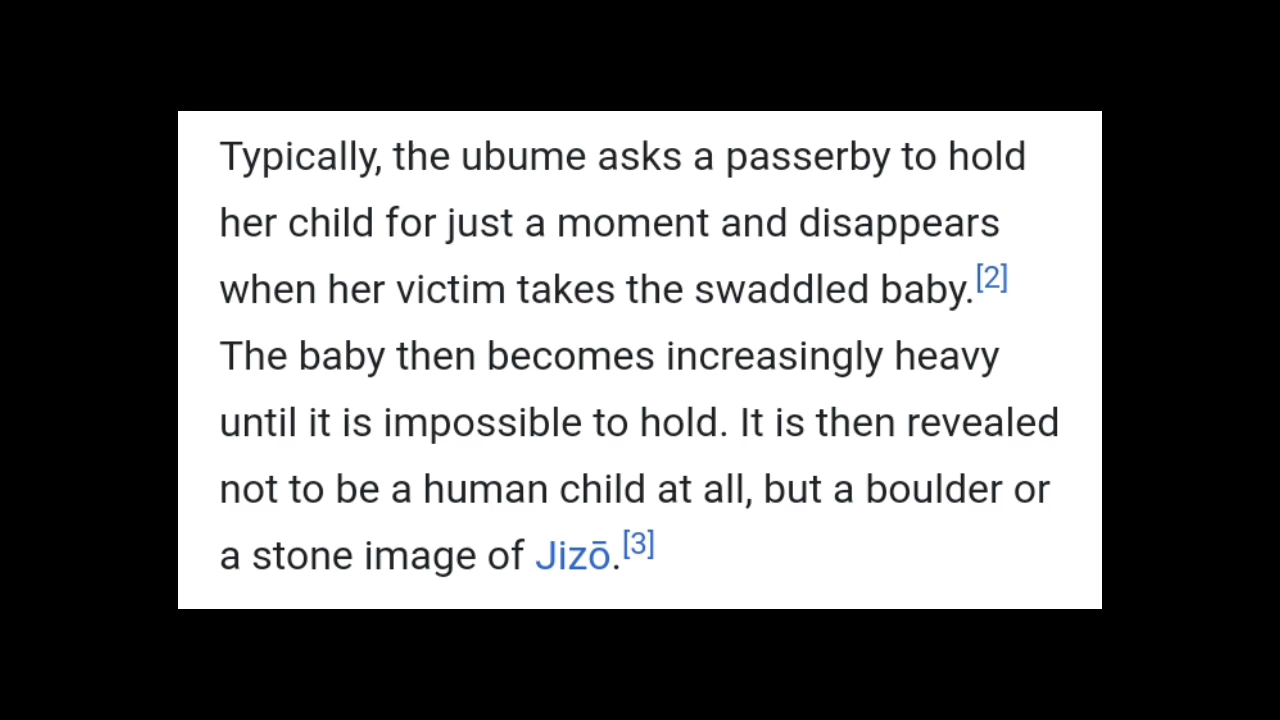 Typically, the ubume asks a passerby to hold
her child for just a moment and disappears
when her victim takes the swaddled baby.[2]
The baby then becomes increasingly heavy
until it is impossible to hold. It is then revealed
not to be a human child at all, but a boulder or
a stone image of Jizō.[3]